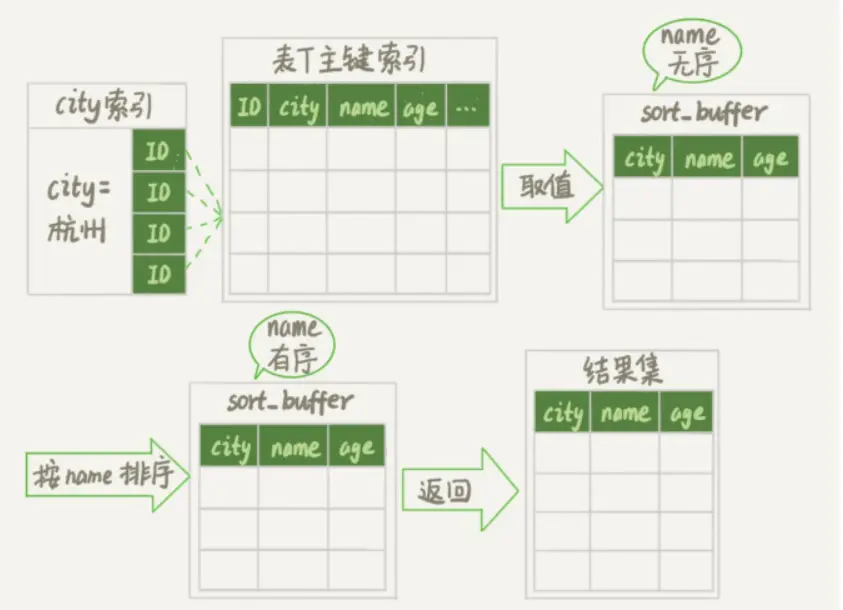 city索引
city=
杭州
ID
ID
ID
ID
表T主键索引
ID city name age ...
取值
name
无序
sort_buffer
city name age
按name排序
name
有序
sort_buffer
city name age
返回
结果集
city name age